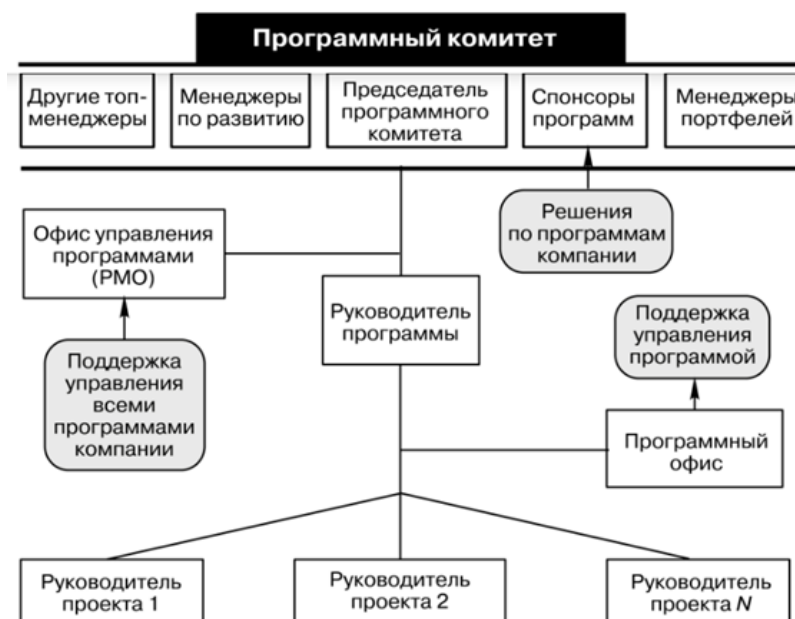 Программный комитет
Другие топ-
менеджеры
Менеджеры
по развитию
Председатель
программного
комитета
Спонсоры
программ
Менеджеры
портфелей
Офис управления
программами
(PMO)
Решения
по программам
компании
Руководитель
программы
Поддержка
управления
программой
Поддержка
управления
всеми
программами
компании
Программный
офис
Руководитель
проекта 1
Руководитель
проекта 2
Руководитель
проекта N